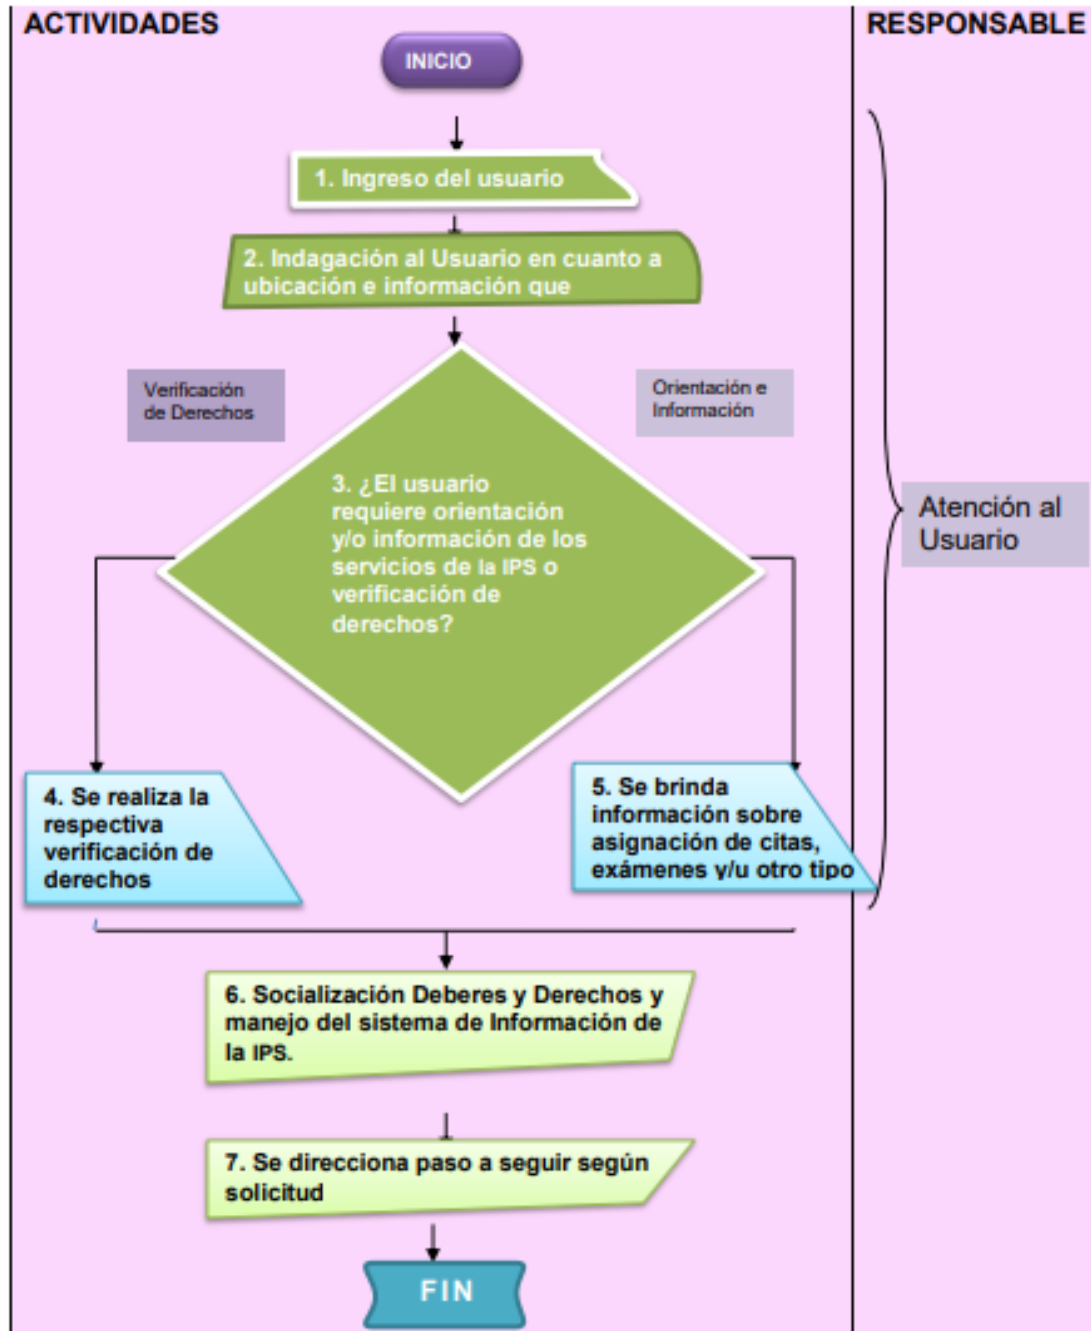 ACTIVIDADES
RESPONSABLE
INICIO
1. Ingreso del usuario
2. Indagación al Usuario en cuanto a
ubicación e información que
Verificación
de Derechos
Orientación e
Información
3. ¿El usuario
requiere orientación
y/o información de los
servicios de la IPS o
verificación de
derechos?
Atención al
Usuario
4. Se realiza la
respectiva
verificación de
derechos
5. Se brinda
información sobre
asignación de citas,
exámenes y/u otro tipo
6. Socialización Deberes y Derechos y
manejo del sistema de Información de
la IPS.
7. Se direcciona paso a seguir según
solicitud
FIN